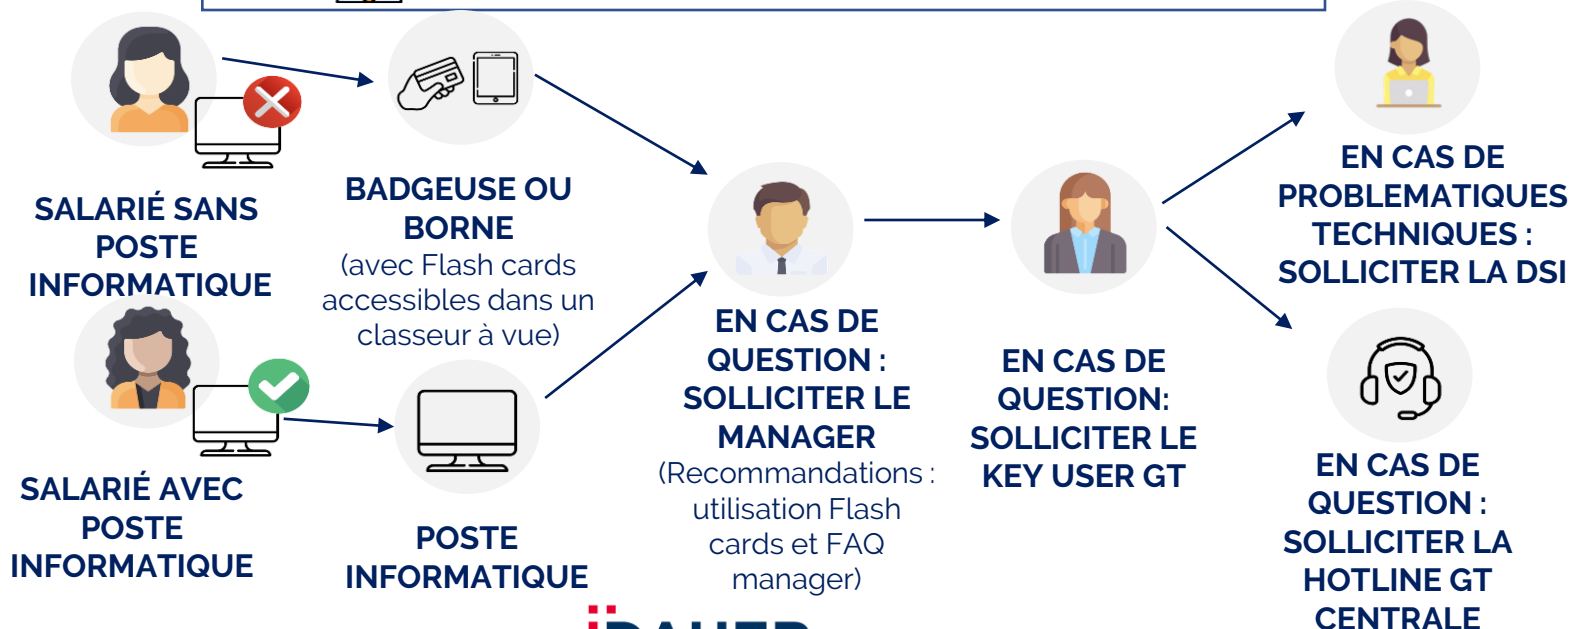 SALARIÉ SANS
POSTE
INFORMATIQUE
BADGEUSE OU
BORNE
(avec Flash cards
accessibles dans un
classeur à vue)
SALARIÉ AVEC
POSTE
INFORMATIQUE
POSTE
INFORMATIQUE
EN CAS DE
QUESTION :
SOLLICITER LE
MANAGER
(Recommandations :
utilisation Flash
cards et FAQ
manager)
EN CAS DE
QUESTION:
SOLLICITER LE
KEY USER GT
EN CAS DE
PROBLEMATIQUES
TECHNIQUES :
SOLLICITER LA DSI
EN CAS DE
QUESTION :
SOLLICITER LA
HOTLINE GT
CENTRALE